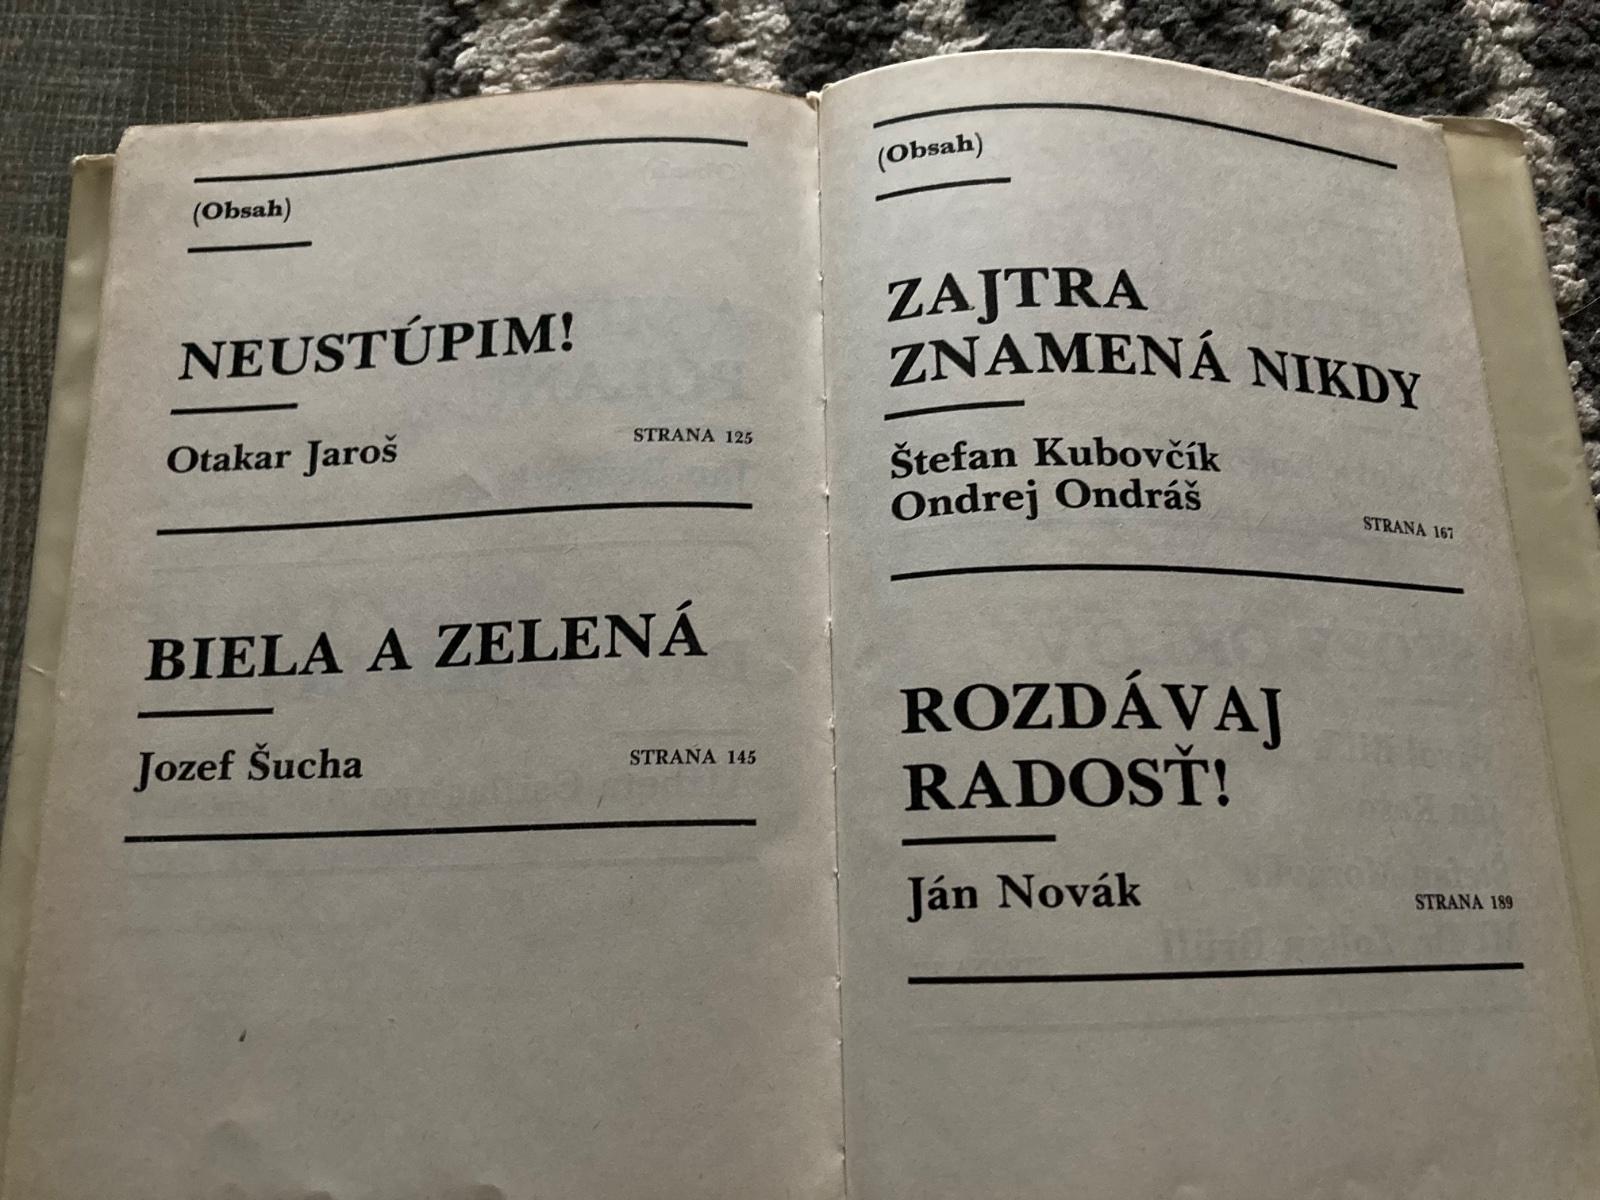 (Obsah)
NEUSTÚPIM!
Otakar Jaroš
STRANA 125
BIELA A ZELENÁ
Jozef Šucha
STRANA 145
(Obsah)
ZAJTRA
ZNAMENÁ NIKDY
Štefan Kubovčík
Ondrej Ondráš
STRANA 167
ROZDÁVAJ
RADOSŤ!
Ján Novák
STRANA 189